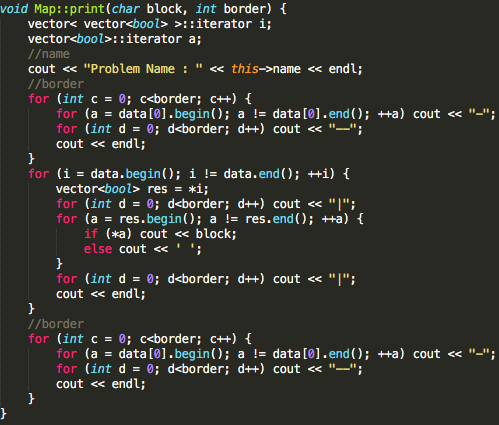 void Map::print(char block, int border) {
    vector< vector<bool> >::iterator i;
    vector<bool>::iterator a;
    //name
    cout << "Problem Name : " << this->name << endl;
    //border
    for (int c = 0; c<border; c++) {
        for (a = data[0].begin(); a != data[0].end(); ++a) cout << "-";
        for (int d = 0; d<border; d++) cout << "--";
        cout << endl;
    }
    for (i = data.begin(); i != data.end(); ++i) {
        vector<bool> res = *i;
        for (int d = 0; d<border; d++) cout << "|";
        for (a = res.begin(); a != res.end(); ++a) {
            if (*a) cout << block;
            else cout << ' ';
        }
        for (int d = 0; d<border; d++) cout << "|";
        cout << endl;
    }
    //border
    for (int c = 0; c<border; c++) {
        for (a = data[0].begin(); a != data[0].end(); ++a) cout << "-";
        for (int d = 0; d<border; d++) cout << "--";
        cout << endl;
    }
}